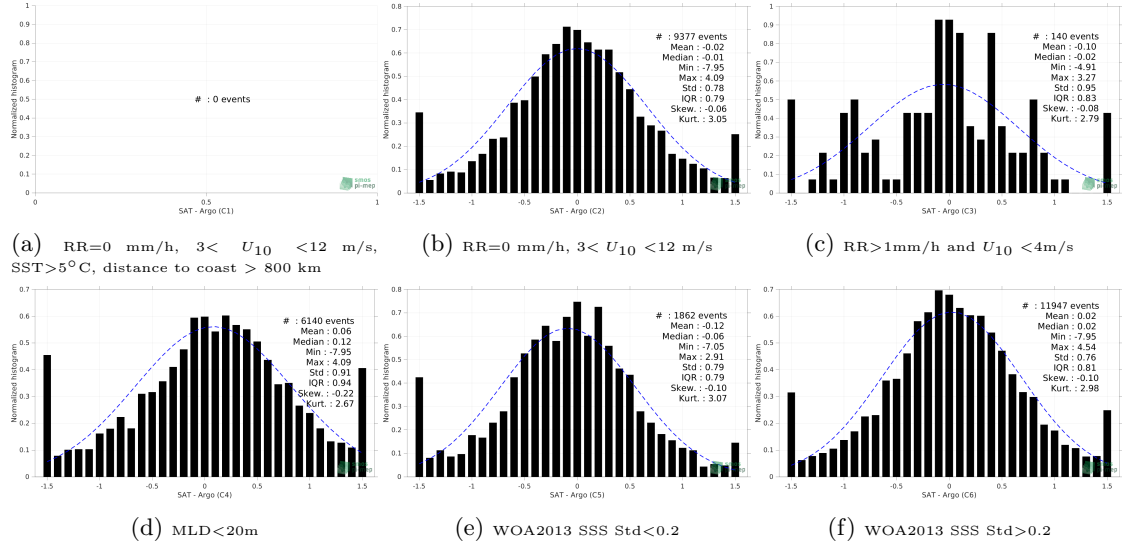 Normalized histogram
1
0.9
0.8
0.7
0.6
0.5
0.4
0.3
0.2
0.1
0
# : 0 events
0 0.5 1
SAT - Argo (C1)
smos
pi-mep
(a) RR=0 mm/h, 3< U10 <12 m/s,
SST>5°C, distance to coast > 800 km
Normalized histogram
0.8
0.7
0.6
0.5
0.4
0.3
0.2
0.1
0
# : 9377 events
Mean : -0.02
Median : -0.01
Min : -7.95
Max : 4.09
Std : 0.78
IQR : 0.79
Skew. : -0.06
Kurt. : 3.05
-1.5 -1 -0.5 0 0.5 1 1.5
SAT - Argo (C2)
pi-mep
(b) RR=0 mm/h, 3< U10 <12 m/s
Normalized histogram
1
0.9
0.8
0.7
0.6
0.5
0.4
0.3
0.2
0.1
0
# : 140 events
Mean : -0.10
Median : -0.02
Min : -4.91
Max : 3.27
Std : 0.95
IQR : 0.83
Skew. : -0.08
Kurt. : 2.79
-1.5 -1 -0.5 0 0.5 1 1.5
SAT - Argo (C3)
pi-mep
(c) RR>1mm/h and U10 <4m/s
Normalized histogram
0.7
0.6
0.5
0.4
0.3
0.2
0.1
0
# : 6140 events
Mean : 0.06
Median : 0.12
Min : -7.95
Max : 4.09
Std : 0.91
IQR : 0.94
Skew. : -0.22
Kurt. : 2.67
-1.5 -1 -0.5 0 0.5 1 1.5
SAT - Argo (C4)
(d) MLD<20m
Normalized histogram
0.8
0.7
0.6
0.5
0.4
0.3
0.2
0.1
0
# : 1862 events
Mean : -0.12
Median : -0.06
Min : -7.05
Max : 2.91
Std : 0.79
IQR : 0.79
Skew. : -0.10
Kurt. : 3.07
-1.5 -1 -0.5 0 0.5 1 1.5
SAT - Argo (C5)
pi-mep
(e) WOA2013 SSS Std<0.2
Normalized histogram
0.7
0.6
0.5
0.4
0.3
0.2
0.1
0
# : 11947 events
Mean : 0.02
Median : 0.02
Min : -7.95
Max : 4.54
Std : 0.76
IQR : 0.81
Skew. : -0.10
Kurt. : 2.98
-1.5 -1 -0.5 0 0.5 1 1.5
SAT - Argo (C6)
pi-mep
(f) WOA2013 SSS Std>0.2